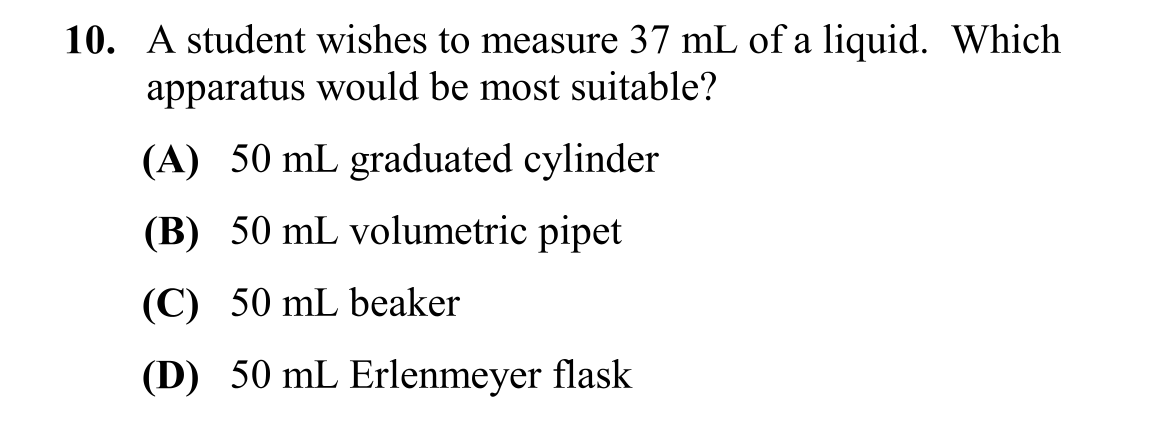 10. A student wishes to measure 37 mL of a liquid. Which
apparatus would be most suitable?
(A) 50 mL graduated cylinder
(B) 50 mL volumetric pipet
(C) 50 mL beaker
(D) 50 mL Erlenmeyer flask